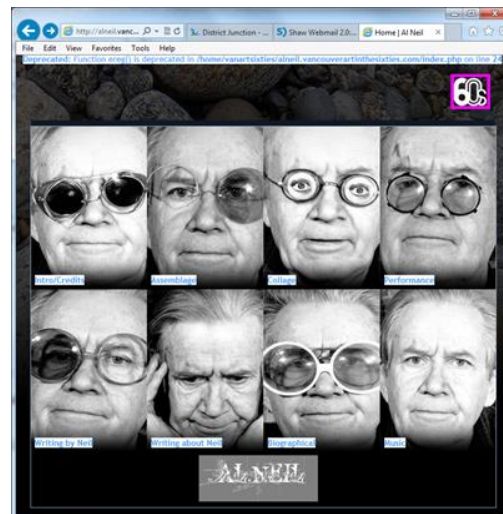 http://alneil.vanc...
District Junction - ...
Shaw Webmail 2.0:...
Home | Al Neil
File Edit View Favorites Tools Help
Deprecated: Function ereg() is deprecated in /home/vanartsixties/alneil.vancouverartinthesixties.com/index.php on line 24
60s
Intro/Credits
Assemblage
Collage
Performance
Writing by Neil
Writing about Neil
Biographical
Music
AL NEIL